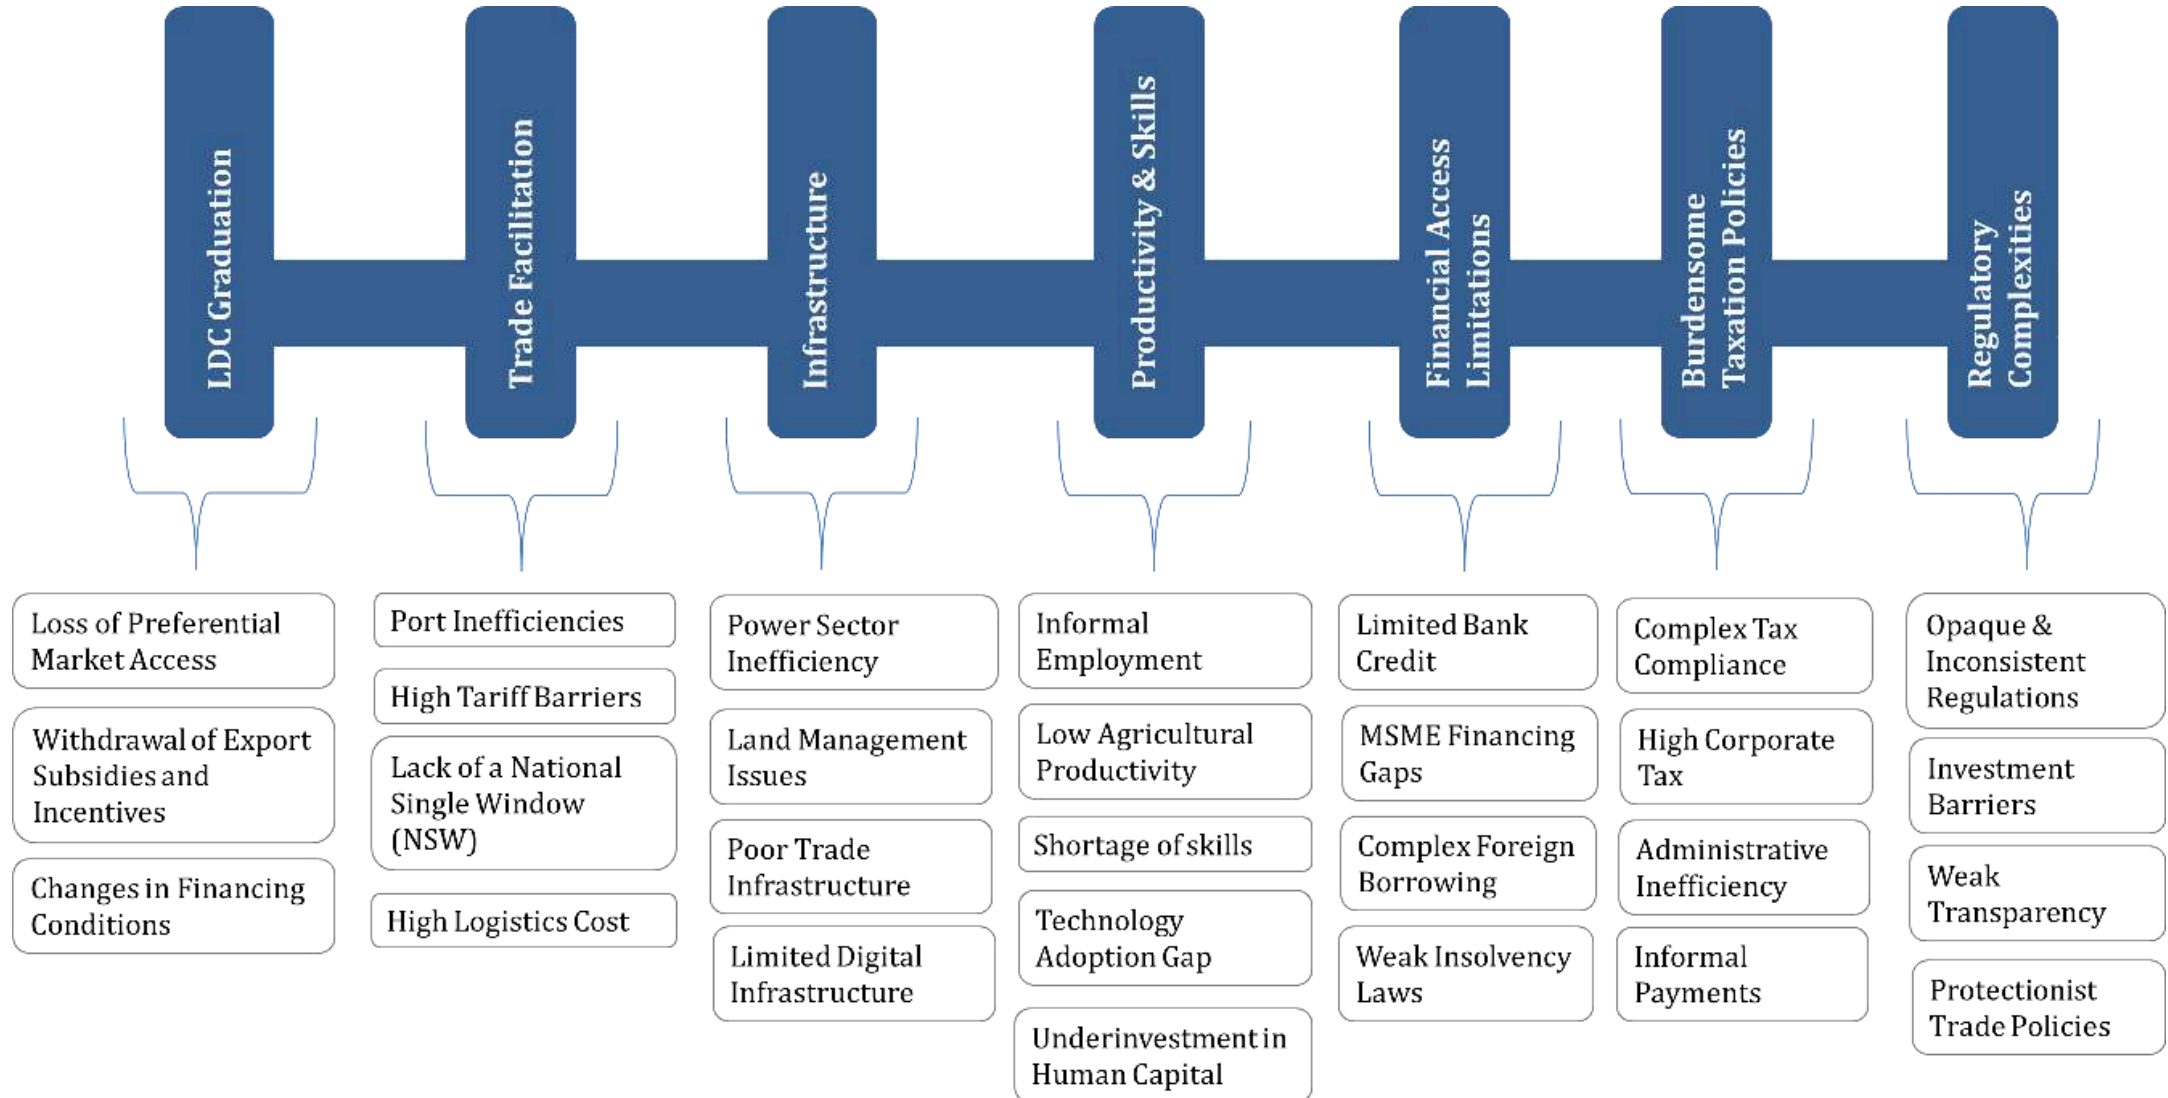 LDC Graduation
Trade Facilitation
Infrastructure
Productivity & Skills
Financial Access
Limitations
Burdensome
Taxation Policies
Regulatory
Complexities
Loss of Preferential
Market Access
Withdrawal of Export
Subsidies and
Incentives
Changes in Financing
Conditions
Port Inefficiencies
High Tariff Barriers
Lack of a National
Single Window
(NSW)
High Logistics Cost
Power Sector
Inefficiency
Land Management
Issues
Poor Trade
Infrastructure
Limited Digital
Infrastructure
Informal
Employment
Low Agricultural
Productivity
Shortage of skills
Technology
Adoption Gap
Underinvestment in
Human Capital
Limited Bank
Credit
MSME Financing
Gaps
Complex Foreign
Borrowing
Weak Insolvency
Laws
Complex Tax
Compliance
High Corporate
Tax
Administrative
Inefficiency
Informal
Payments
Opaque &
Inconsistent
Regulations
Investment
Barriers
Weak
Transparency
Protectionist
Trade Policies